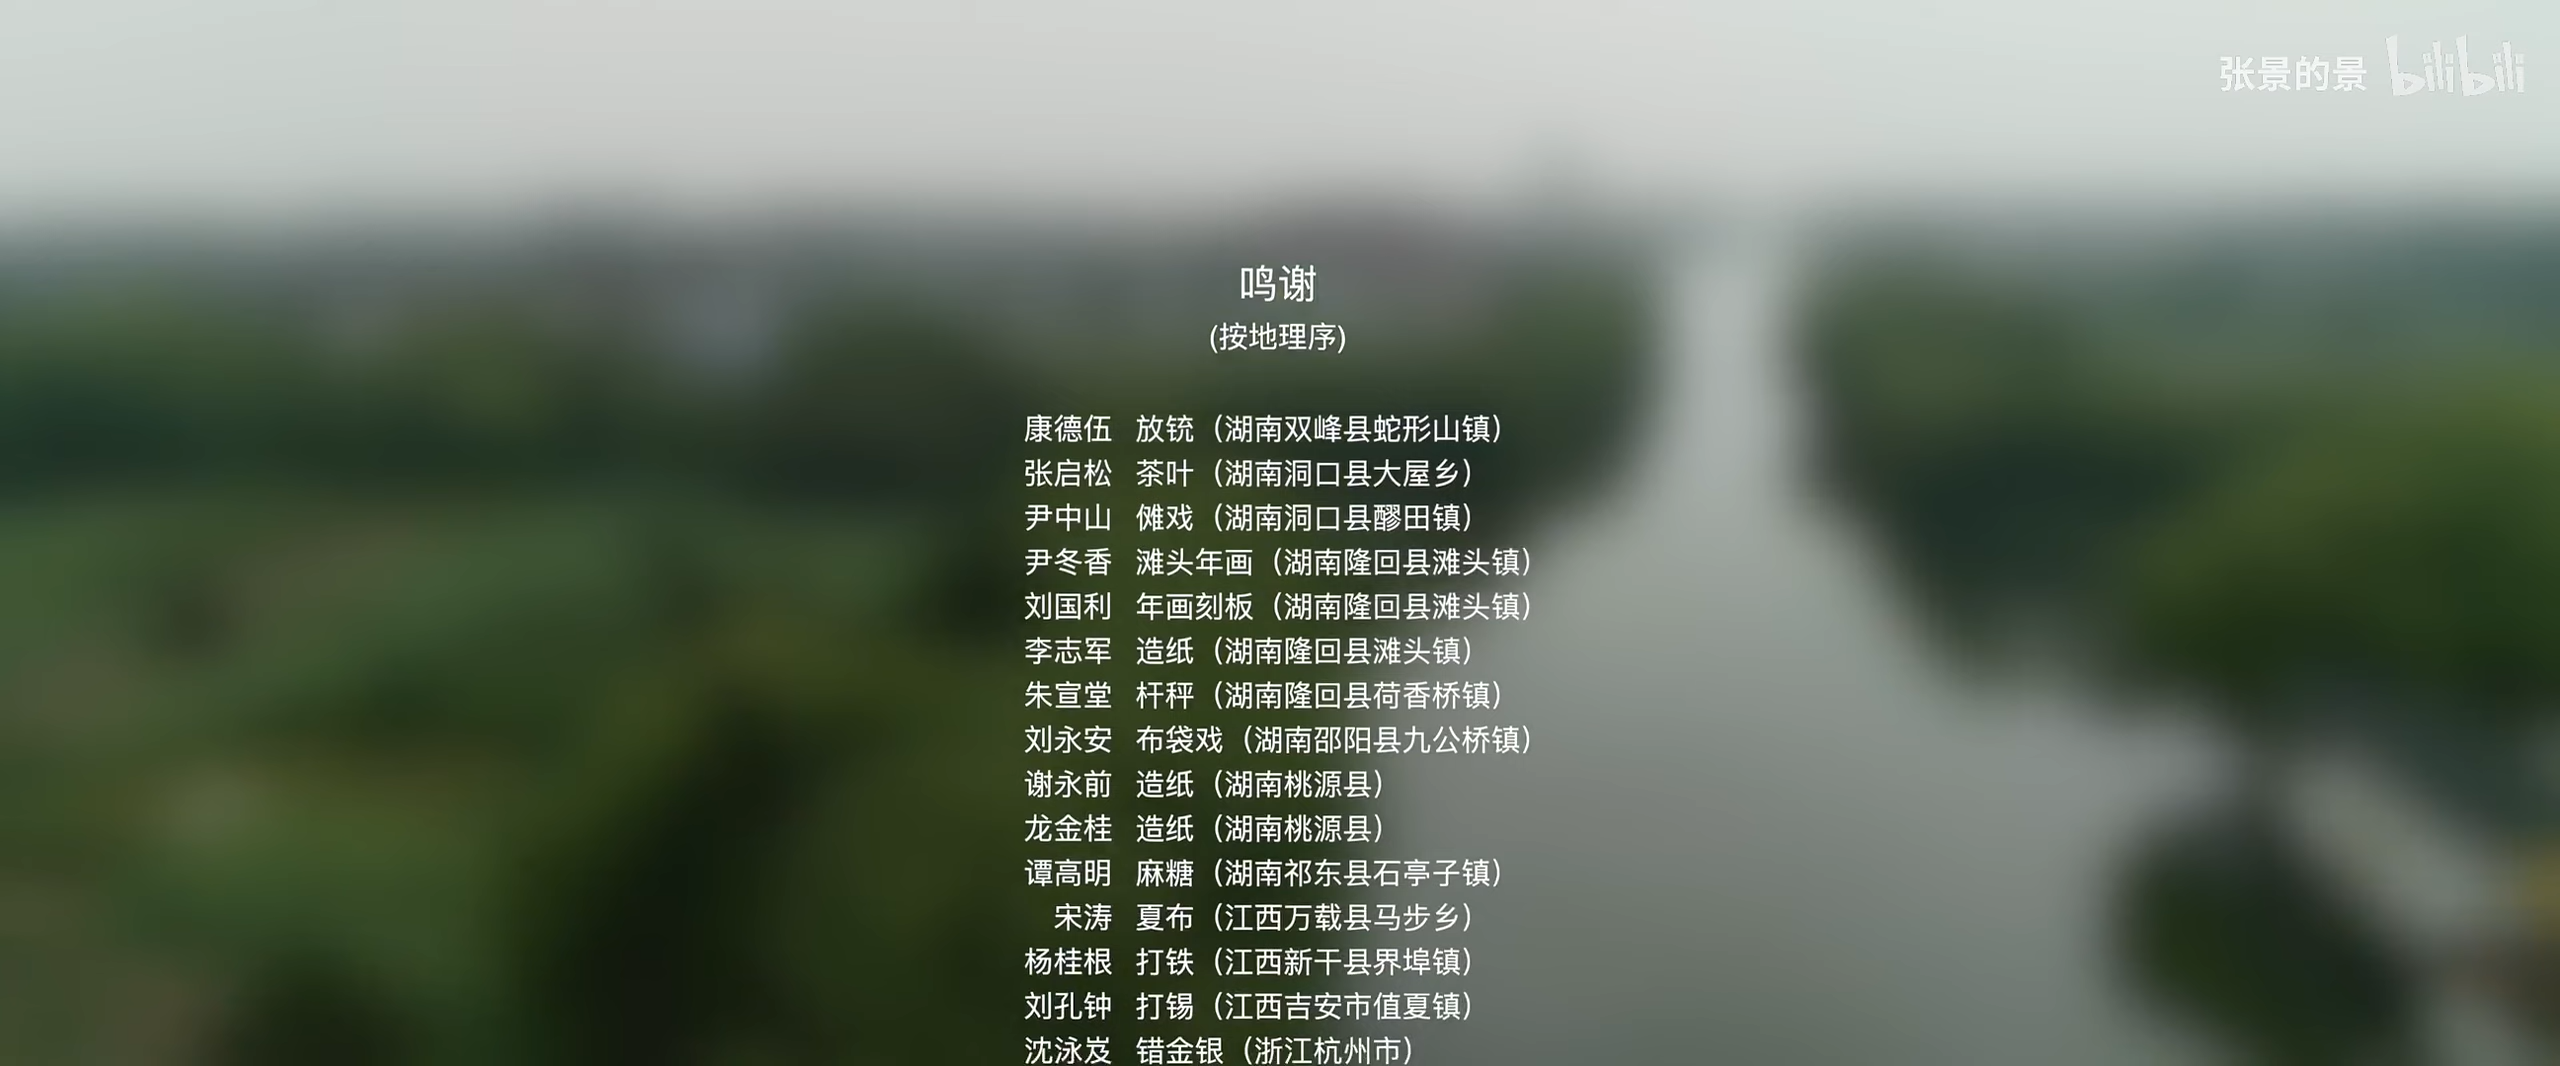 张景的景 bilibili
鸣谢
(按地理序)
康德伍 放铳（湖南双峰县蛇形山镇）
张启松 茶叶（湖南洞口县大屋乡）
尹中山 傩戏（湖南洞口县醪田镇）
尹冬香 滩头年画（湖南隆回县滩头镇）
刘国利 年画刻板（湖南隆回县滩头镇）
李志军 造纸（湖南隆回县滩头镇）
朱宣堂 杆秤（湖南隆回县荷香桥镇）
刘永安 布袋戏（湖南邵阳县九公桥镇）
谢永前 造纸（湖南桃源县）
龙金桂 造纸（湖南桃源县）
谭高明 麻糖（湖南祁东县石亭子镇）
宋涛 夏布（江西万载县马步乡）
杨桂根 打铁（江西新干县界埠镇）
刘孔钟 打锡（江西吉安市值夏镇）
沈泳岌 错金银（浙江杭州市）